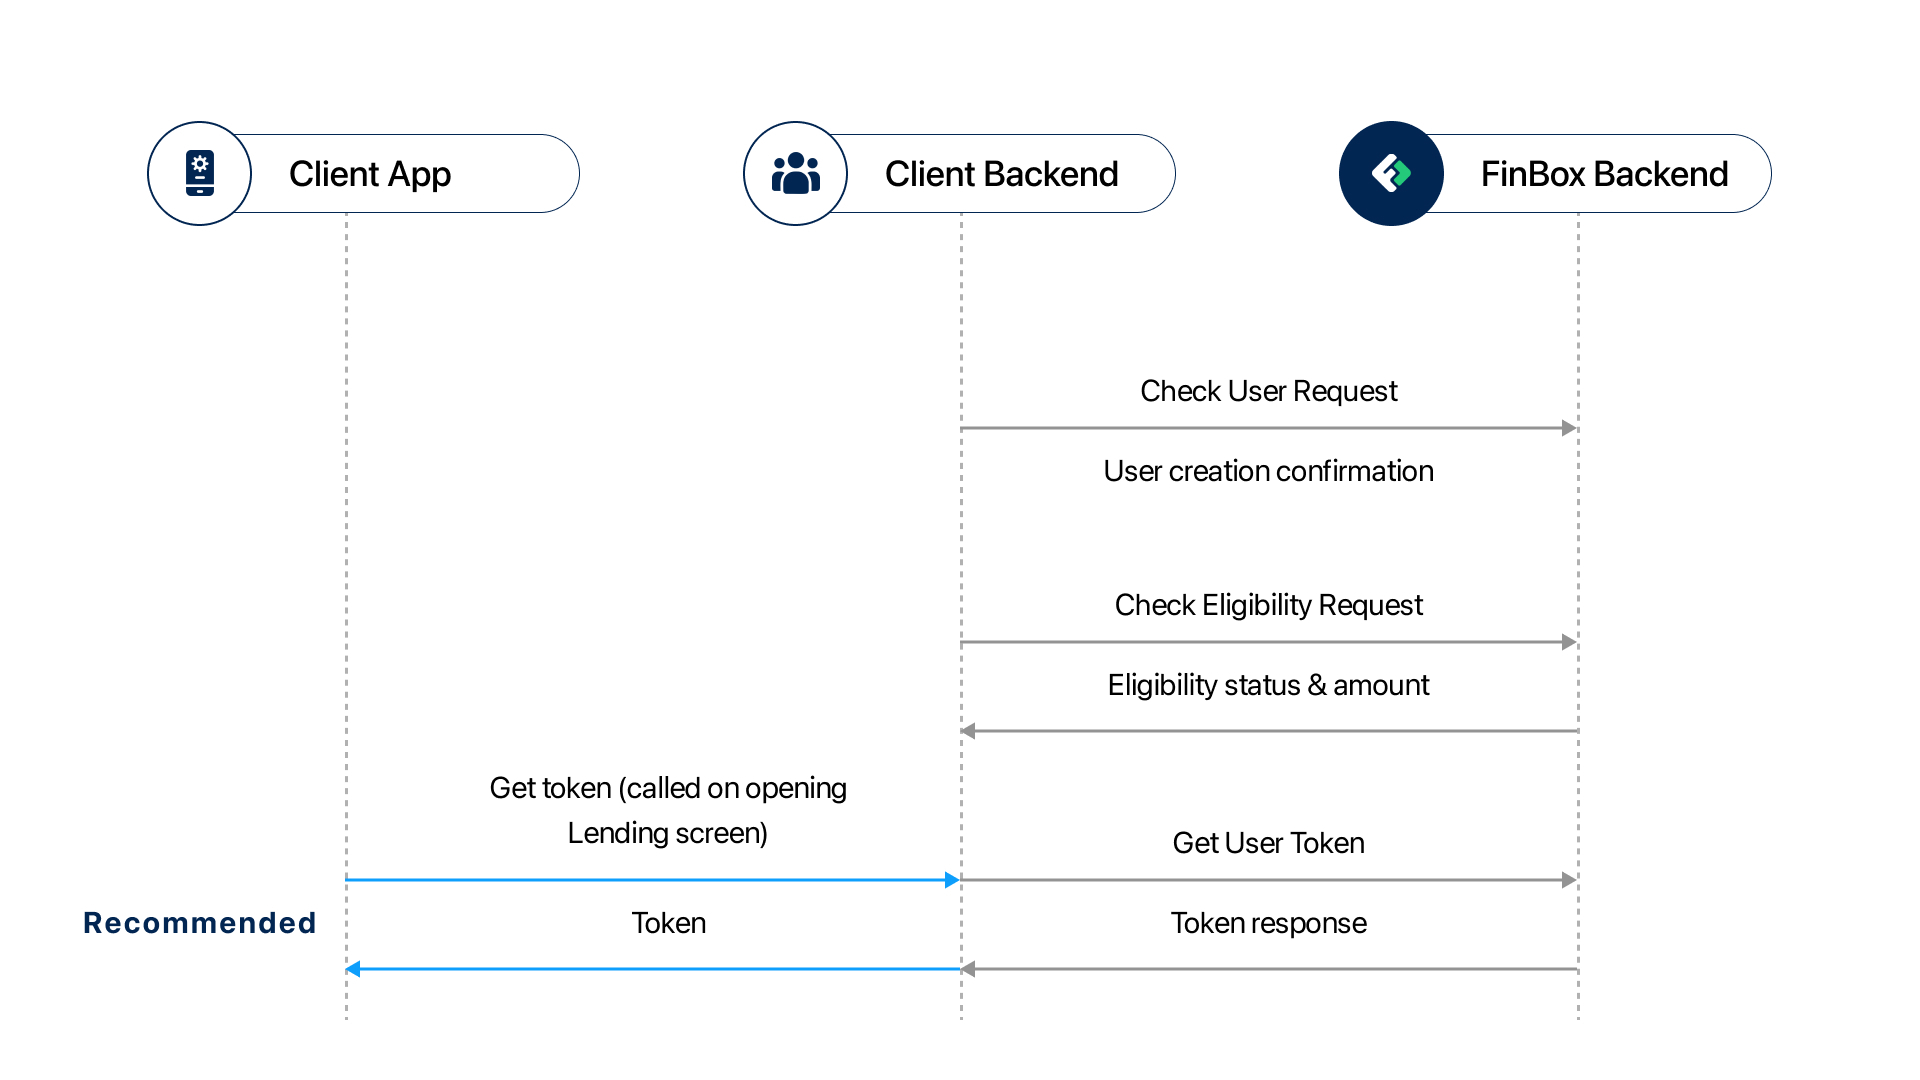 Client App
Client Backend
FinBox Backend
Check User Request
User creation confirmation
Check Eligibility Request
Eligibility status & amount
Get token (called on opening
Lending screen)
Get User Token
Recommended
Token
Token response